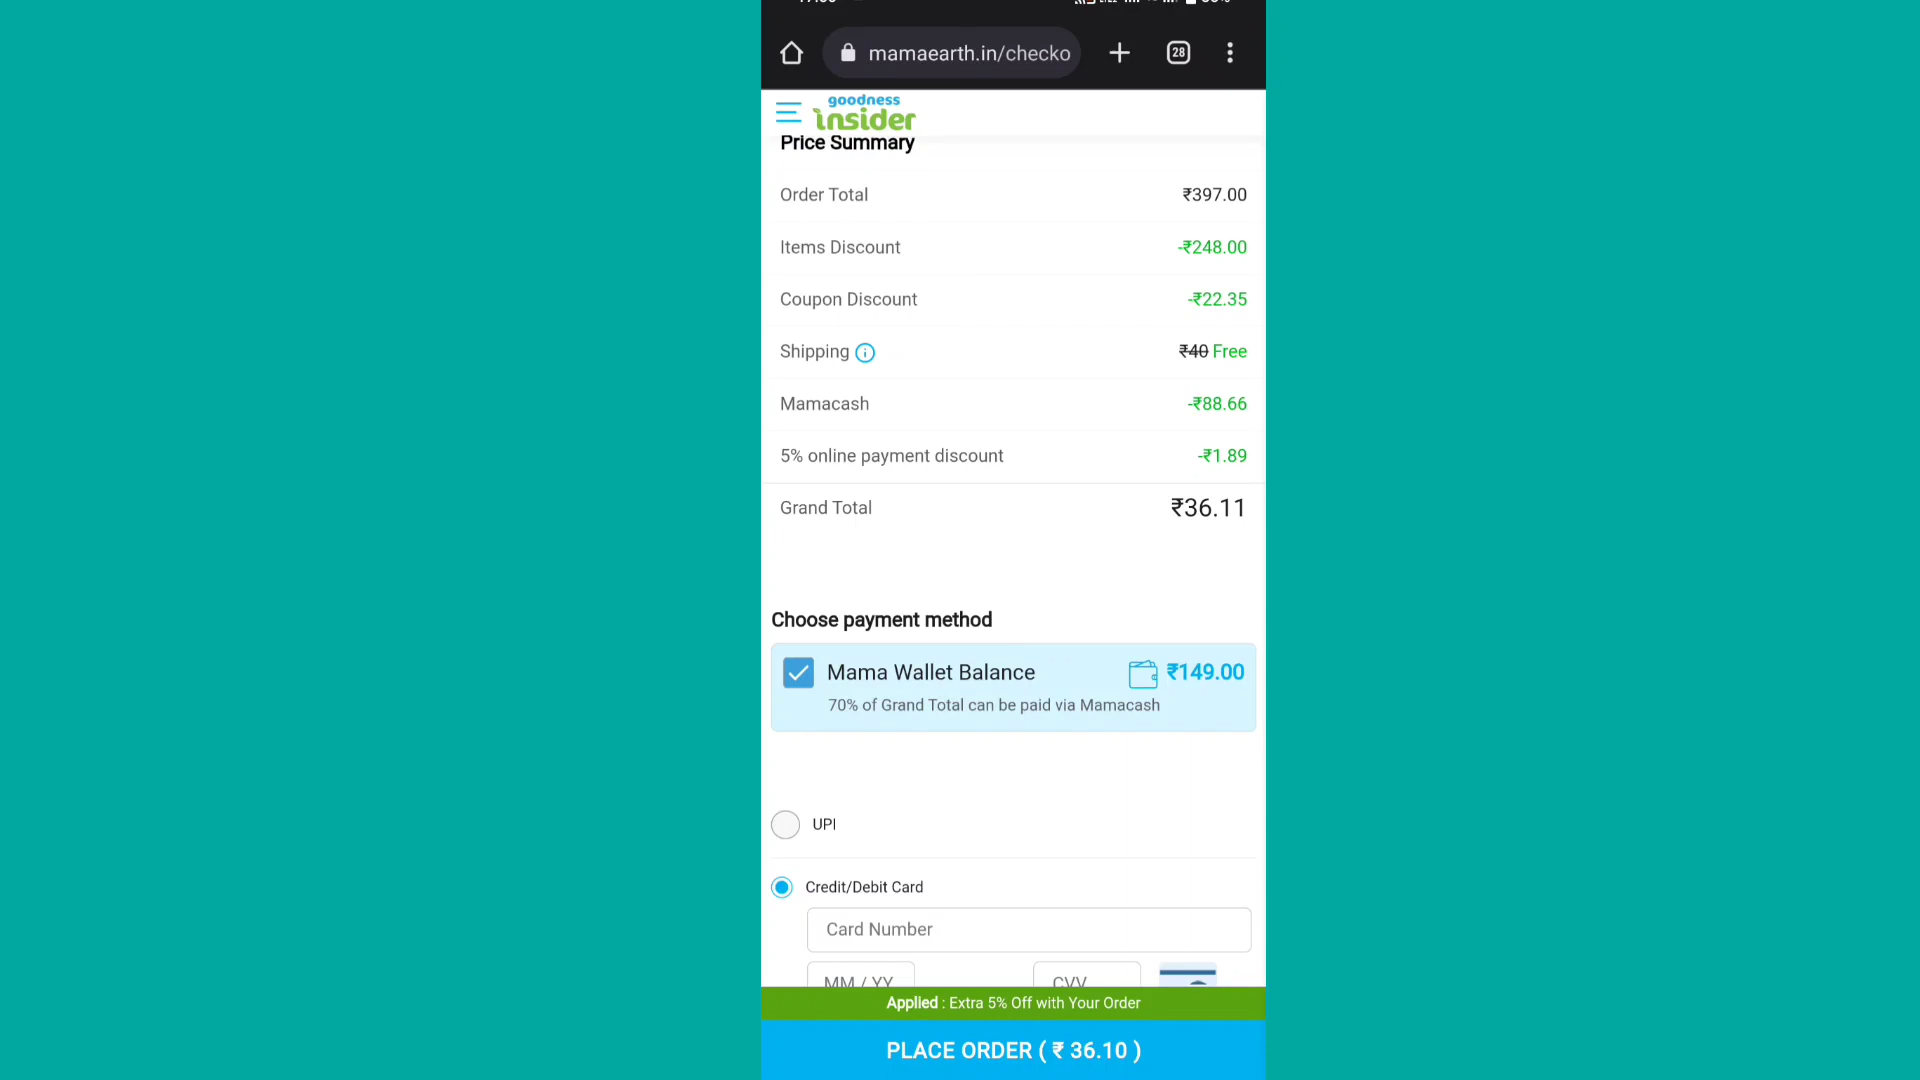 mamaearth.in/checko
28
goodness
insider
Price Summary
Order Total ₹397.00
Items Discount -₹248.00
Coupon Discount -₹22.35
Shipping ₹40 Free
Mamacash -₹88.66
5% online payment discount -₹1.89
Grand Total ₹36.11
Choose payment method
Mama Wallet Balance ₹149.00
70% of Grand Total can be paid via Mamacash
UPI
Credit/Debit Card
Card Number
MM / YY CVV
Applied : Extra 5% Off with Your Order
PLACE ORDER ( ₹ 36.10 )